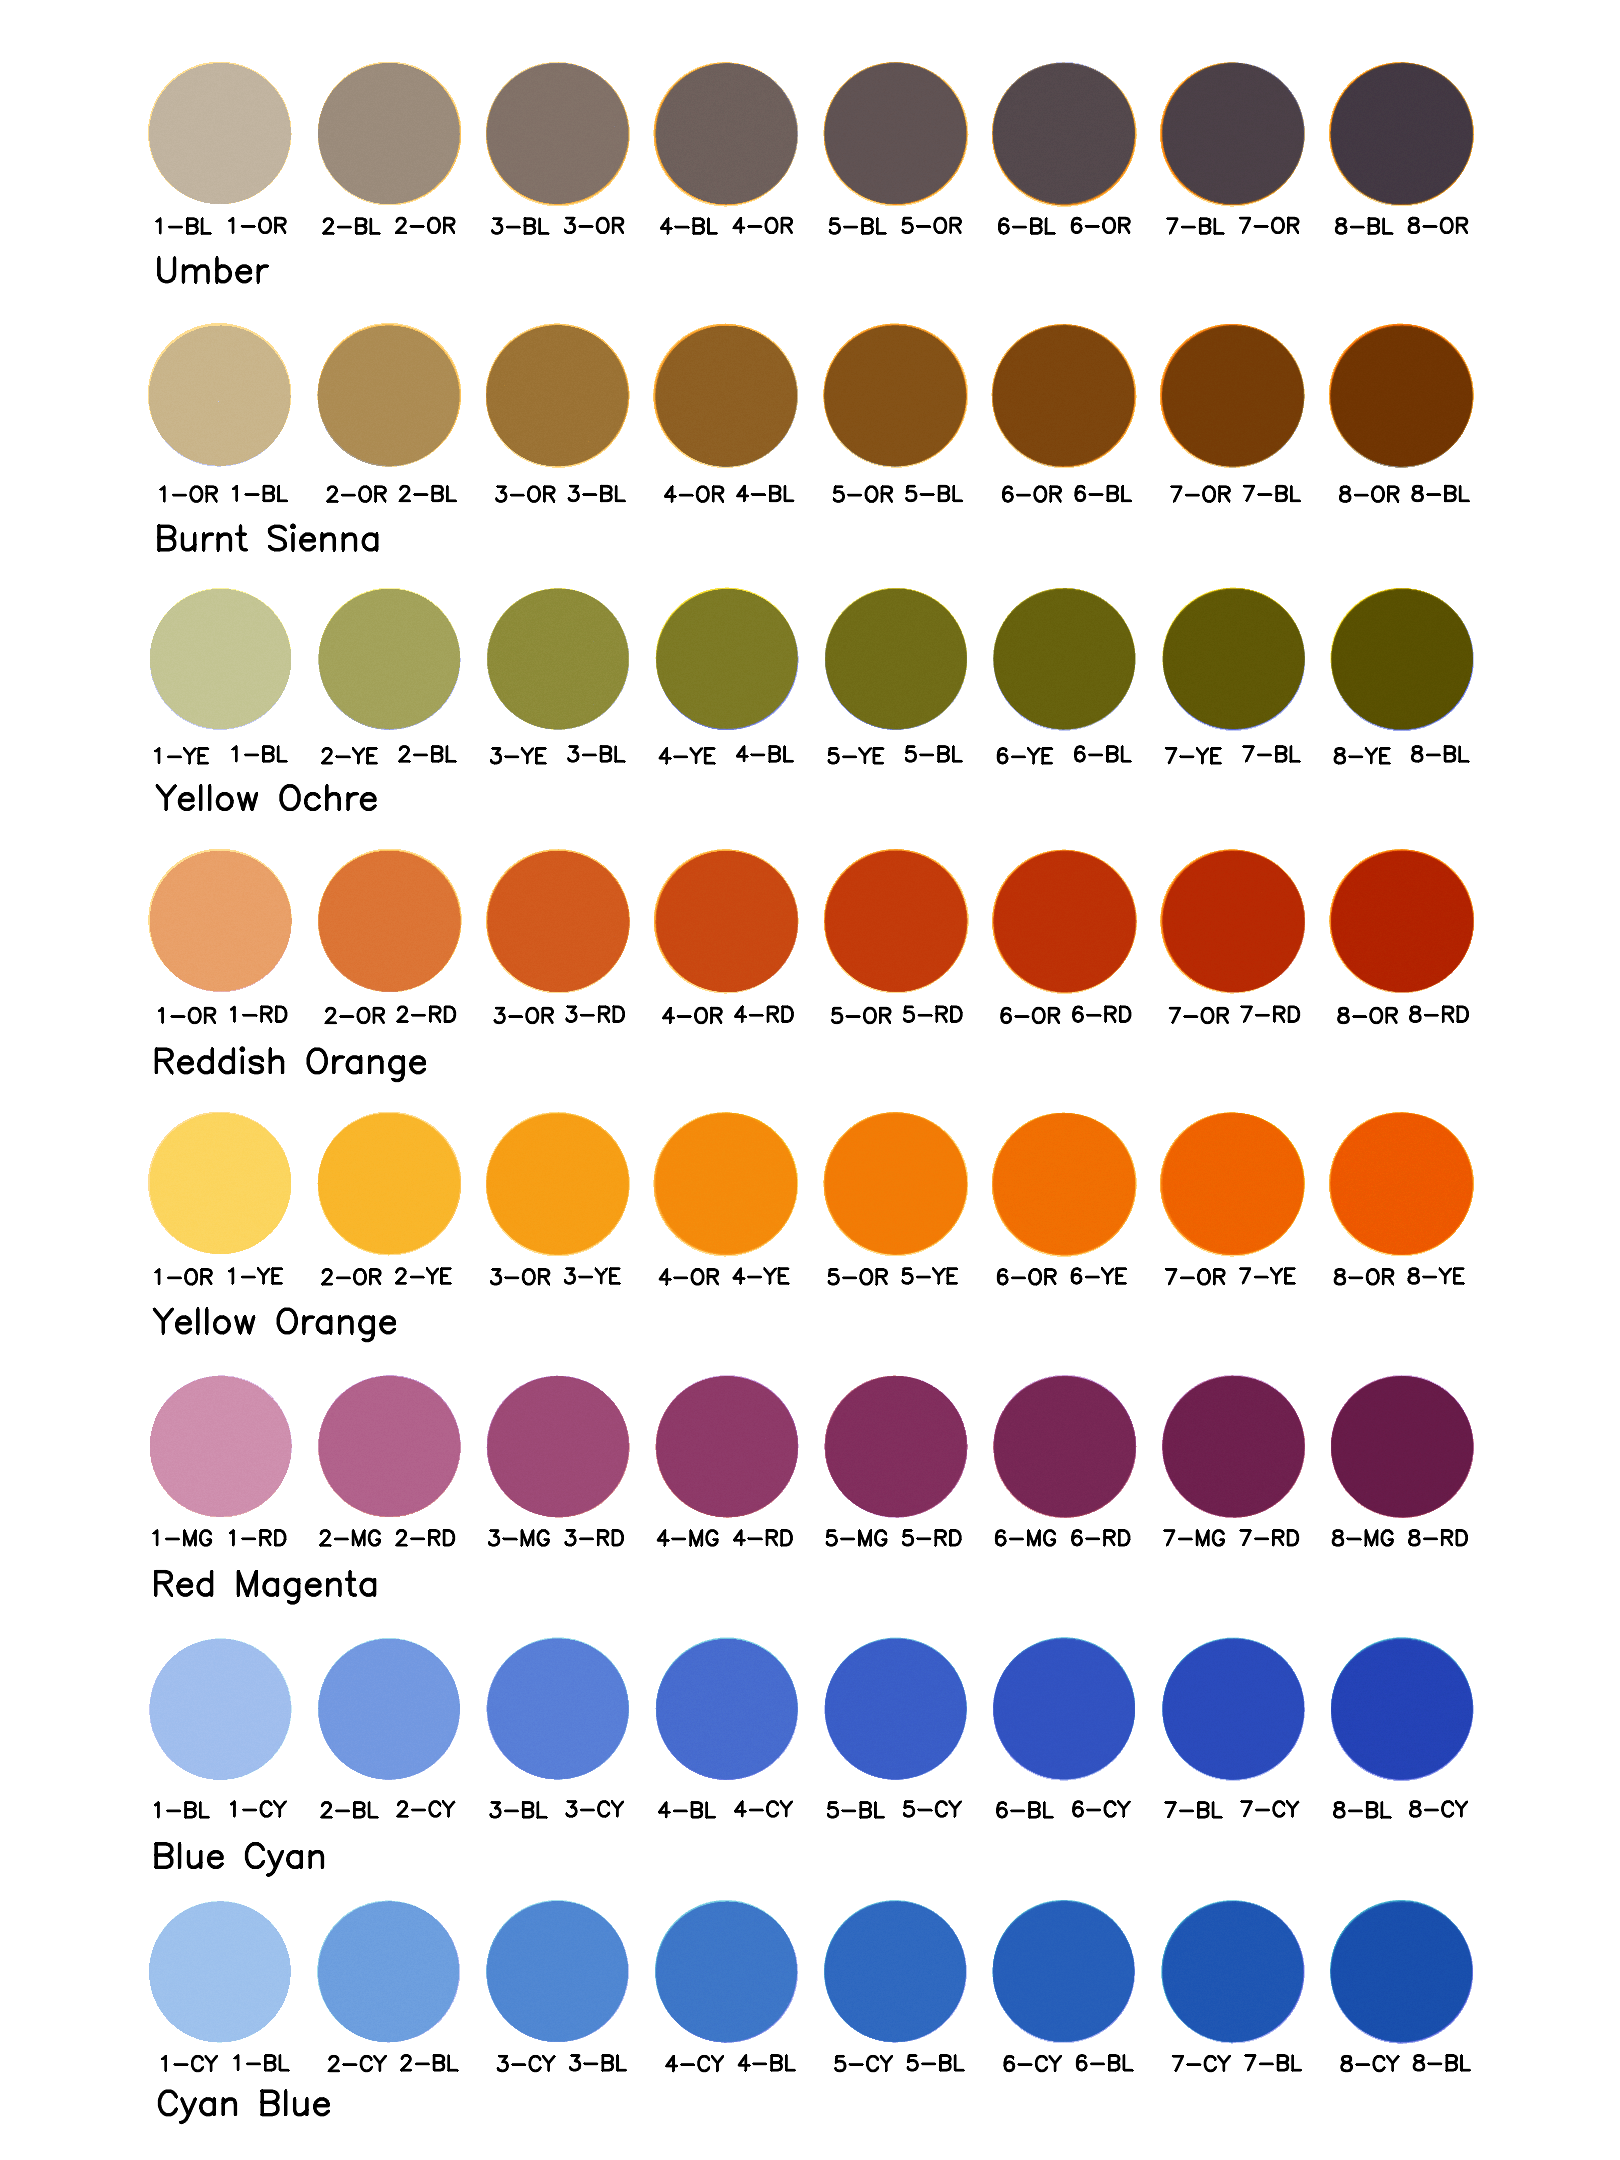 1-BL 1-OR 2-BL 2-OR 3-BL 3-OR 4-BL 4-OR 5-BL 5-OR 6-BL 6-OR 7-BL 7-OR 8-BL 8-OR
Umber
1-OR 1-BL 2-OR 2-BL 3-OR 3-BL 4-OR 4-BL 5-OR 5-BL 6-OR 6-BL 7-OR 7-BL 8-OR 8-BL
Burnt Sienna
1-YE 1-BL 2-YE 2-BL 3-YE 3-BL 4-YE 4-BL 5-YE 5-BL 6-YE 6-BL 7-YE 7-BL 8-YE 8-BL
Yellow Ochre
1-OR 1-RD 2-OR 2-RD 3-OR 3-RD 4-OR 4-RD 5-OR 5-RD 6-OR 6-RD 7-OR 7-RD 8-OR 8-RD
Reddish Orange
1-OR 1-YE 2-OR 2-YE 3-OR 3-YE 4-OR 4-YE 5-OR 5-YE 6-OR 6-YE 7-OR 7-YE 8-OR 8-YE
Yellow Orange
1-MG 1-RD 2-MG 2-RD 3-MG 3-RD 4-MG 4-RD 5-MG 5-RD 6-MG 6-RD 7-MG 7-RD 8-MG 8-RD
Red Magenta
1-BL 1-CY 2-BL 2-CY 3-BL 3-CY 4-BL 4-CY 5-BL 5-CY 6-BL 6-CY 7-BL 7-CY 8-BL 8-CY
Blue Cyan
1-CY 1-BL 2-CY 2-BL 3-CY 3-BL 4-CY 4-BL 5-CY 5-BL 6-CY 6-BL 7-CY 7-BL 8-CY 8-BL
Cyan Blue